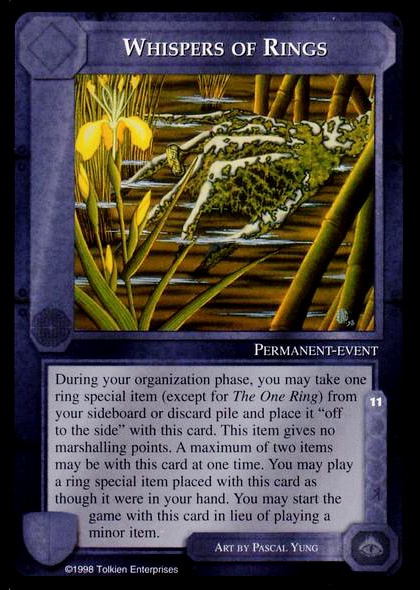 WHISPERS OF RINGS
PERMANENT-EVENT
During your organization phase, you may take one
ring special item (except for The One Ring) from
your sideboard or discard pile and place it “off
to the side” with this card. This item gives no
marshalling points. A maximum of two items
may be with this card at one time. You may play
a ring special item placed with this card as
though it were in your hand. You may start the
game with this card in lieu of playing a
minor item.
11
ART BY PASCAL YUNG
©1998 Tolkien Enterprises